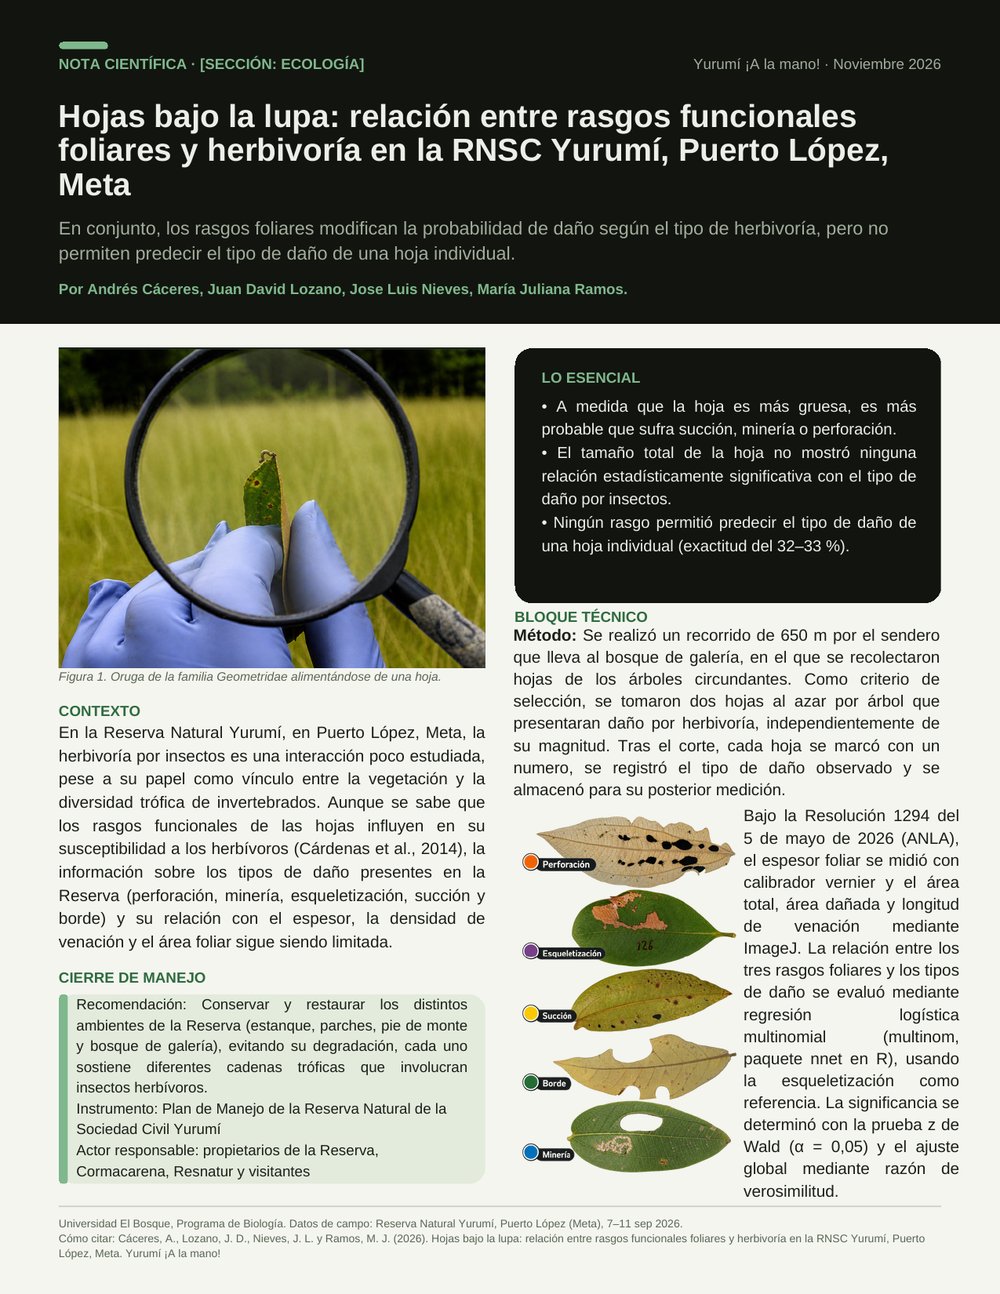 NOTA CIENTÍFICA · [SECCIÓN: ECOLOGÍA]
Yurumí ¡A la mano! · Noviembre 2026
Hojas bajo la lupa: relación entre rasgos funcionales
foliares y herbivoría en la RNSC Yurumí, Puerto López,
Meta
En conjunto, los rasgos foliares modifican la probabilidad de daño según el tipo de herbivoría, pero no
permiten predecir el tipo de daño de una hoja individual.
Por Andrés Cáceres, Juan David Lozano, Jose Luis Nieves, María Juliana Ramos.
Figura 1. Oruga de la familia Geometridae alimentándose de una hoja.
CONTEXTO
En la Reserva Natural Yurumí, en Puerto López, Meta, la
herbivoría por insectos es una interacción poco estudiada,
pese a su papel como vínculo entre la vegetación y la
diversidad trófica de invertebrados. Aunque se sabe que
los rasgos funcionales de las hojas influyen en su
susceptibilidad a los herbívoros (Cárdenas et al., 2014), la
información sobre los tipos de daño presentes en la
Reserva (perforación, minería, esqueletización, succión y
borde) y su relación con el espesor, la densidad de
venación y el área foliar sigue siendo limitada.
CIERRE DE MANEJO
Recomendación: Conservar y restaurar los distintos
ambientes de la Reserva (estanque, parches, pie de monte
y bosque de galería), evitando su degradación, cada uno
sostiene diferentes cadenas tróficas que involucran
insectos herbívoros.
Instrumento: Plan de Manejo de la Reserva Natural de la
Sociedad Civil Yurumí
Actor responsable: propietarios de la Reserva,
Cormacarena, Resnatur y visitantes
LO ESENCIAL
• A medida que la hoja es más gruesa, es más
probable que sufra succión, minería o perforación.
• El tamaño total de la hoja no mostró ninguna
relación estadísticamente significativa con el tipo de
daño por insectos.
• Ningún rasgo permitió predecir el tipo de daño de
una hoja individual (exactitud del 32–33 %).
BLOQUE TÉCNICO
Método: Se realizó un recorrido de 650 m por el sendero
que lleva al bosque de galería, en el que se recolectaron
hojas de los árboles circundantes. Como criterio de
selección, se tomaron dos hojas al azar por árbol que
presentaran daño por herbivoría, independientemente de
su magnitud. Tras el corte, cada hoja se marcó con un
numero, se registró el tipo de daño observado y se
almacenó para su posterior medición.
Perforación
Esqueletización
126
Succión
Borde
Minería
Bajo la Resolución 1294 del
5 de mayo de 2026 (ANLA),
el espesor foliar se midió con
calibrador vernier y el área
total, área dañada y longitud
de venación mediante
ImageJ. La relación entre los
tres rasgos foliares y los tipos
de daño se evaluó mediante
regresión logística
multinomial (multinom,
paquete nnet en R), usando
la esqueletización como
referencia. La significancia se
determinó con la prueba z de
Wald (α = 0,05) y el ajuste
global mediante razón de
verosimilitud.
Universidad El Bosque, Programa de Biología. Datos de campo: Reserva Natural Yurumí, Puerto López (Meta), 7–11 sep 2026.
Cómo citar: Cáceres, A., Lozano, J. D., Nieves, J. L. y Ramos, M. J. (2026). Hojas bajo la lupa: relación entre rasgos funcionales foliares y herbivoría en la RNSC Yurumí, Puerto
López, Meta. Yurumí ¡A la mano!